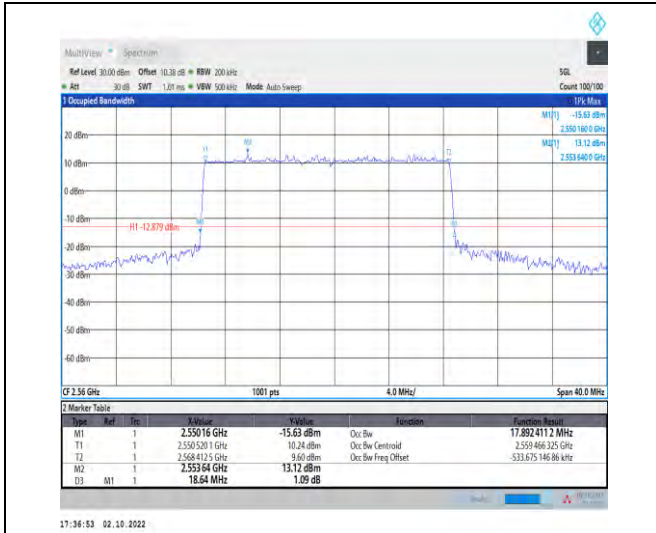 MultiView Spectrum
Ref Level 30.00 dBm Offset 10.38 dB RBW 200 kHz SGL
Att 30 dB SWT 1.01 ms VBW 500 kHz Mode Auto Sweep Count 100/100
1 Occupied Bandwidth 1Pk Max
M1[1] -15.63 dBm
2.550 160 0 GHz
20 dBm
M2[1] 13.12 dBm
2.553 640 0 GHz
T1 M2 T2
10 dBm
0 dBm
-10 dBm
M1
H1 -12.879 dBm
-20 dBm
-30 dBm
-40 dBm
-50 dBm
-60 dBm
CF 2.56 GHz 1001 pts 4.0 MHz/ Span 40.0 MHz
2 Marker Table
Type Ref Trc X-Value Y-Value Function Function Result
M1 1 2.55016 GHz -15.63 dBm Occ Bw 17.892 411 2 MHz
T1 1 2.550 520 1 GHz 10.24 dBm Occ Bw Centroid 2.559 466 325 GHz
T2 1 2.568 412 5 GHz 9.60 dBm Occ Bw Freq Offset -533.675 146 86 kHz
M2 1 2.553 64 GHz 13.12 dBm
D3 M1 1 18.64 MHz 1.09 dB
17:36:53 02.10.2022